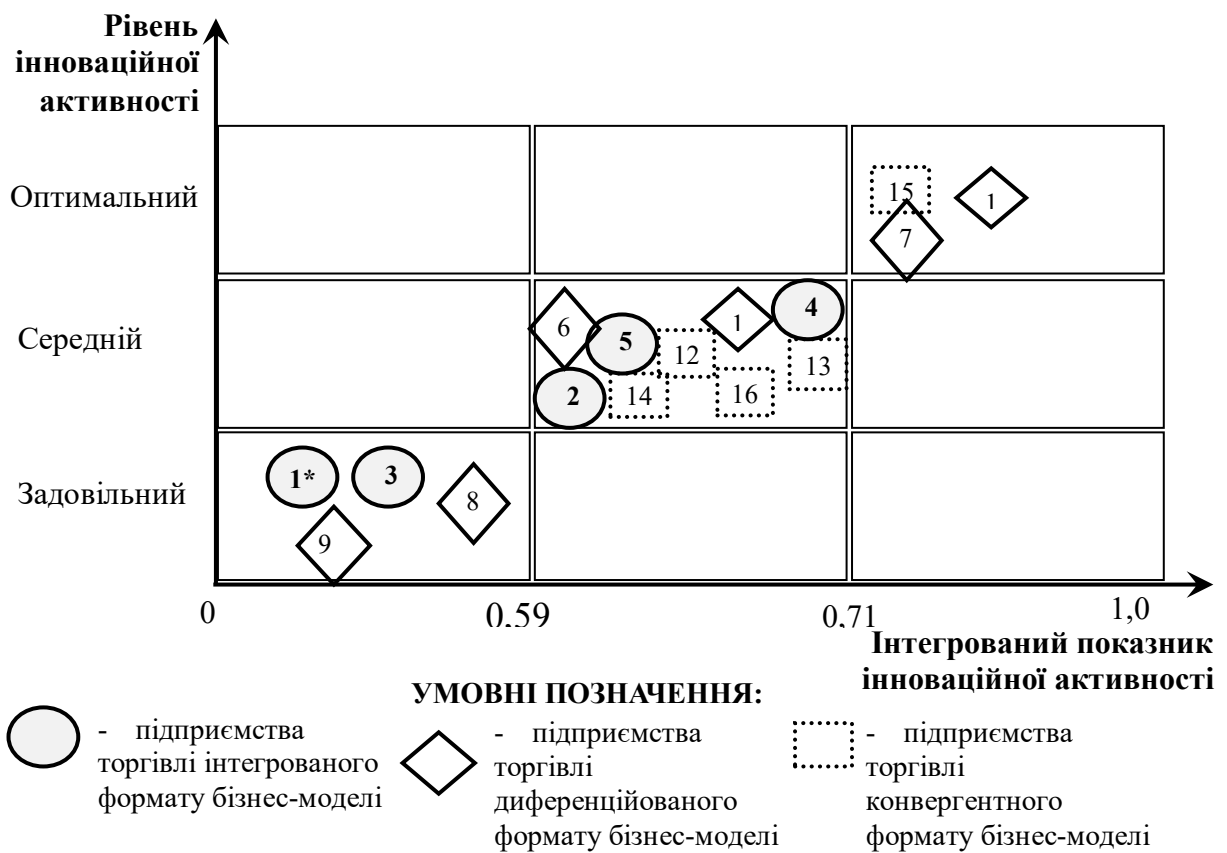 Рівень
інноваційної
активності
Оптимальний
15
1
7
Середній
4
6
1
5
12
13
2
14
16
Задовільний
1*
3
8
9
0
0,59
0,71
1,0
Інтегрований показник
інноваційної активності
УМОВНІ ПОЗНАЧЕННЯ:
- підприємства
торгівлі інтегрованого
формату бізнес-моделі
- підприємства
торгівлі
диференційованого
формату бізнес-моделі
- підприємства
торгівлі
конвергентного
формату бізнес-моделі